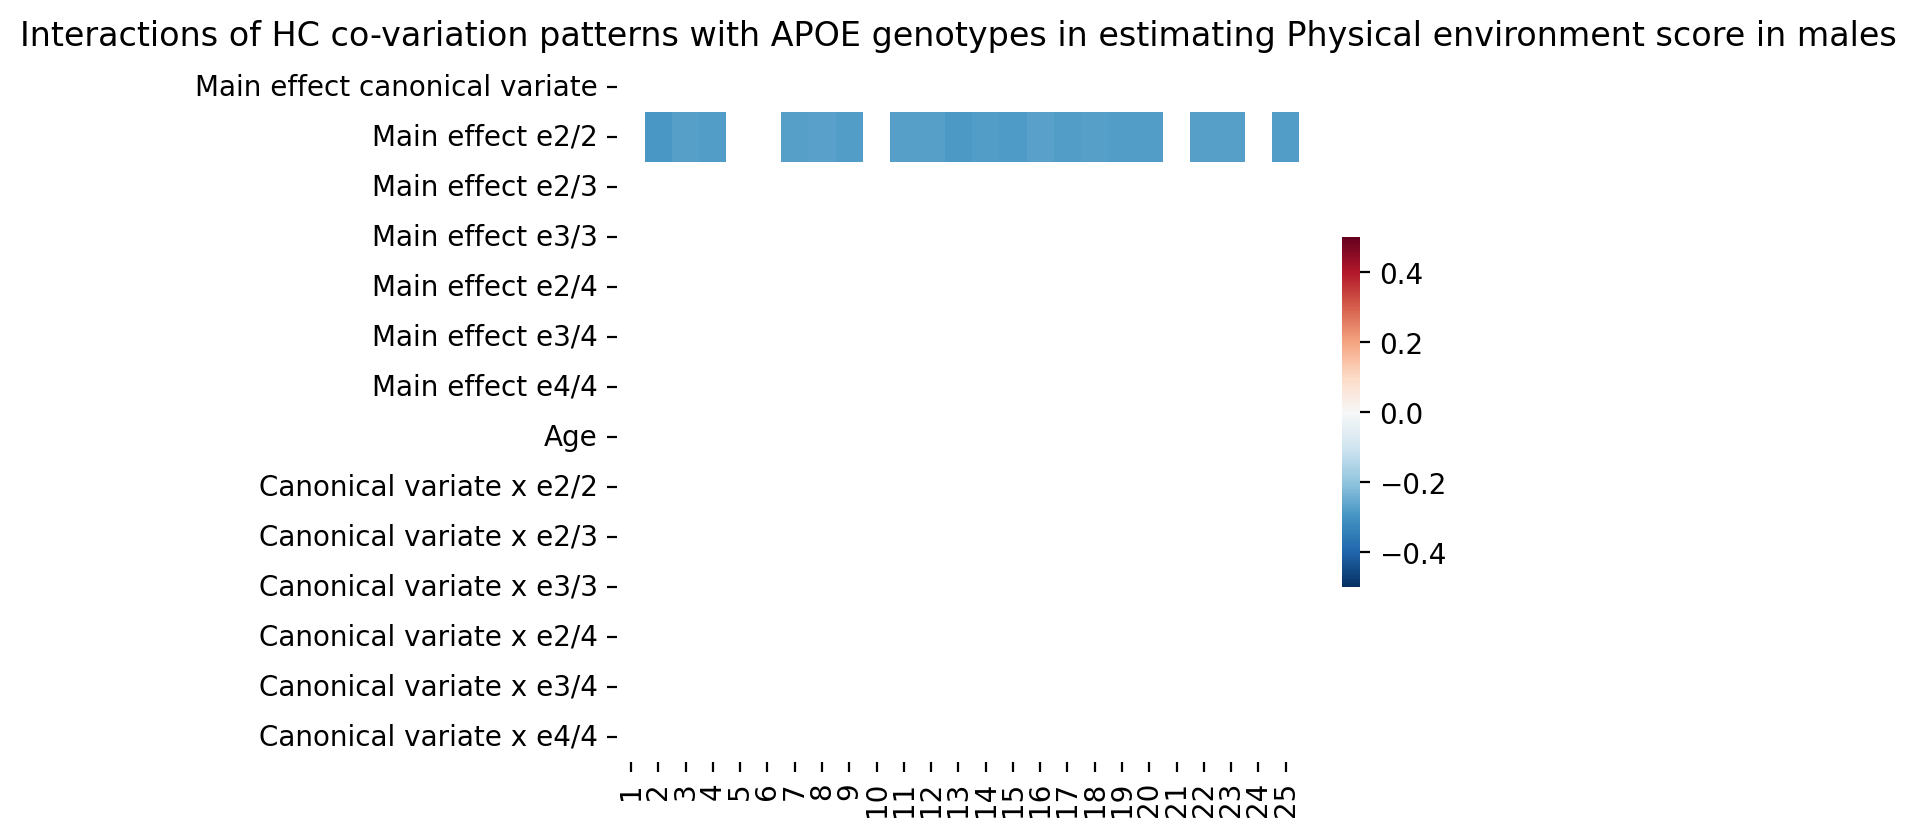 Interactions of HC co-variation patterns with APOE genotypes in estimating Physical environment score in males
Main effect canonical variate
Main effect e2/2
Main effect e2/3
Main effect e3/3
Main effect e2/4
Main effect e3/4
Main effect e4/4
Age
Canonical variate x e2/2
Canonical variate x e2/3
Canonical variate x e3/3
Canonical variate x e2/4
Canonical variate x e3/4
Canonical variate x e4/4
1
2
3
4
5
6
7
8
9
10
11
12
13
14
15
16
17
18
19
20
21
22
23
24
25
0.4
0.2
0.0
−0.2
−0.4